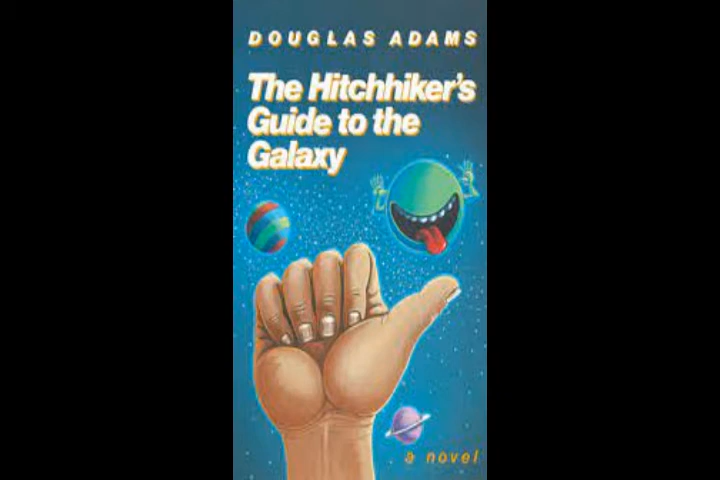 DOUGLAS ADAMS
The Hitchhiker's
Guide to the
Galaxy
a novel